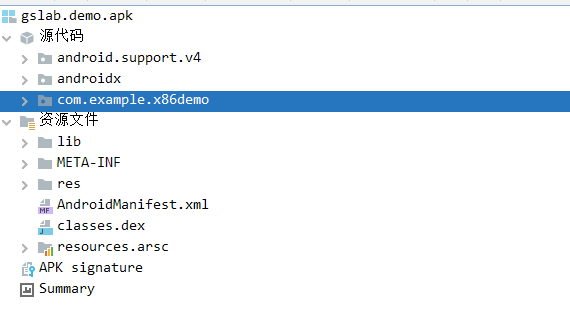 gslab.demo.apk
源代码
android.support.v4
androidx
com.example.x86demo
资源文件
lib
META-INF
res
AndroidManifest.xml
classes.dex
resources.arsc
APK signature
Summary